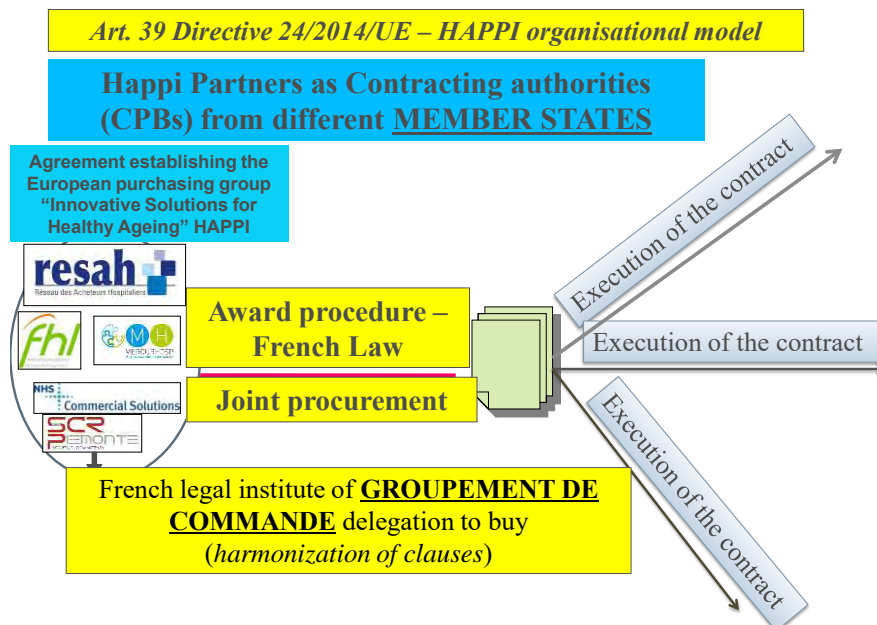 Art. 39 Directive 24/2014/UE – HAPPI organisational model
Happi Partners as Contracting authorities
(CPBs) from different MEMBER STATES
Agreement establishing the
European purchasing group
“Innovative Solutions for
Healthy Ageing” HAPPI
resah
Réseau des Acheteurs Hospitaliers
fhl
MH
MERCURHOSP
NHS
Commercial Solutions
SCR
PIEMONTE
Award procedure –
French Law
Joint procurement
French legal institute of GROUPEMENT DE
COMMANDE delegation to buy
(harmonization of clauses)
Execution of the contract
Execution of the contract
Execution of the contract